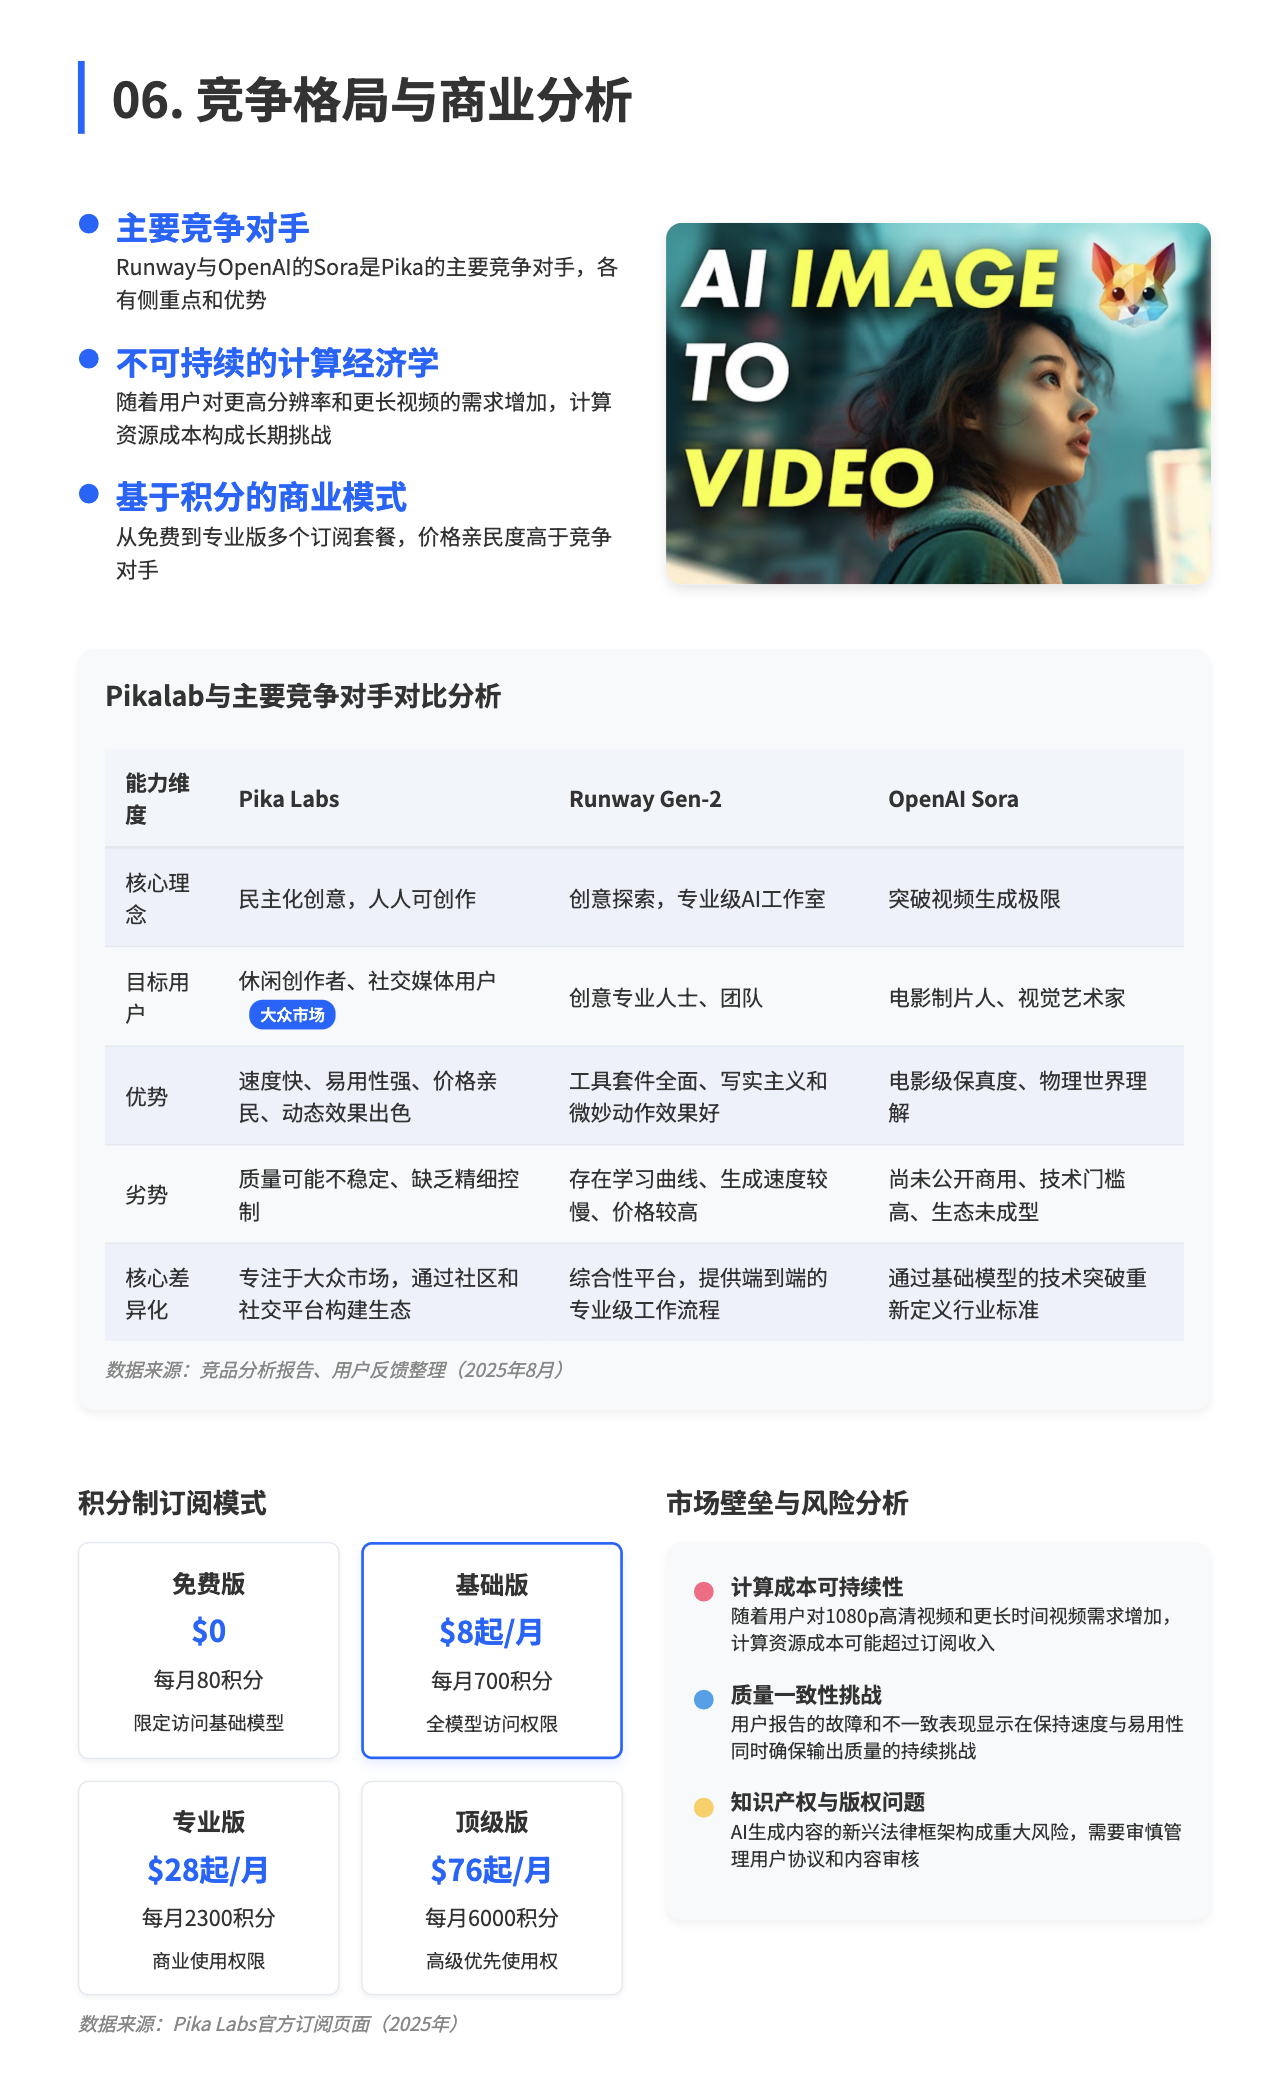 06. 竞争格局与商业分析
主要竞争对手
Runway与OpenAI的Sora是Pika的主要竞争对手，各
有侧重点和优势
不可持续的计算经济学
随着用户对更高分辨率和更长视频的需求增加，计算
资源成本构成长期挑战
基于积分的商业模式
从免费到专业版多个订阅套餐，价格亲民度高于竞争
对手
AI IMAGE
TO
VIDEO
Pikalab与主要竞争对手对比分析
能力维
度
Pika Labs
Runway Gen-2
OpenAI Sora
核心理
念
民主化创意，人人可创作
创意探索，专业级AI工作室
突破视频生成极限
目标用
户
休闲创作者、社交媒体用户
大众市场
创意专业人士、团队
电影制片人、视觉艺术家
优势
速度快、易用性强、价格亲
民、动态效果出色
工具套件全面、写实主义和
微妙动作效果好
电影级保真度、物理世界理
解
劣势
质量可能不稳定、缺乏精细控
制
存在学习曲线、生成速度较
慢、价格较高
尚未公开商用、技术门槛
高、生态未成型
核心差
异化
专注于大众市场，通过社区和
社交平台构建生态
综合性平台，提供端到端的
专业级工作流程
通过基础模型的技术突破重
新定义行业标准
数据来源：竞品分析报告、用户反馈整理（2025年8月）
积分制订阅模式
免费版
$0
每月80积分
限定访问基础模型
基础版
$8起/月
每月700积分
全模型访问权限
专业版
$28起/月
每月2300积分
商业使用权限
顶级版
$76起/月
每月6000积分
高级优先使用权
数据来源：Pika Labs官方订阅页面（2025年）
市场壁垒与风险分析
计算成本可持续性
随着用户对1080p高清视频和更长时间视频需求增加，
计算资源成本可能超过订阅收入
质量一致性挑战
用户报告的故障和不一致表现显示在保持速度与易用性
同时确保输出质量的持续挑战
知识产权与版权问题
AI生成内容的新兴法律框架构成重大风险，需要审慎管
理用户协议和内容审核